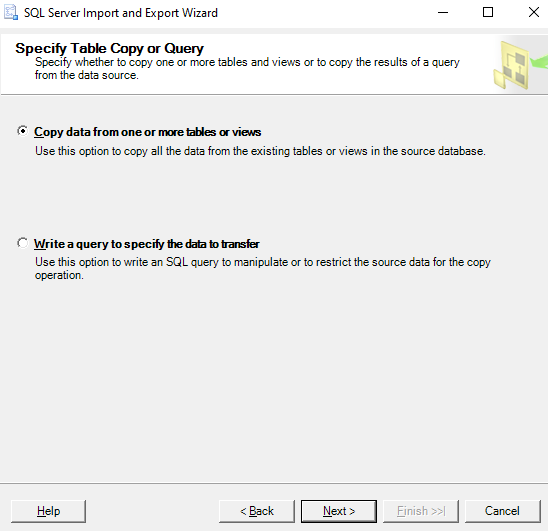 SQL Server Import and Export Wizard
Specify Table Copy or Query
Specify whether to copy one or more tables and views or to copy the results of a query
from the data source.
Copy data from one or more tables or views
Use this option to copy all the data from the existing tables or views in the source database.
Write a query to specify the data to transfer
Use this option to write an SQL query to manipulate or to restrict the source data for the copy
operation.
Help
< Back
Next >
Finish >>|
Cancel